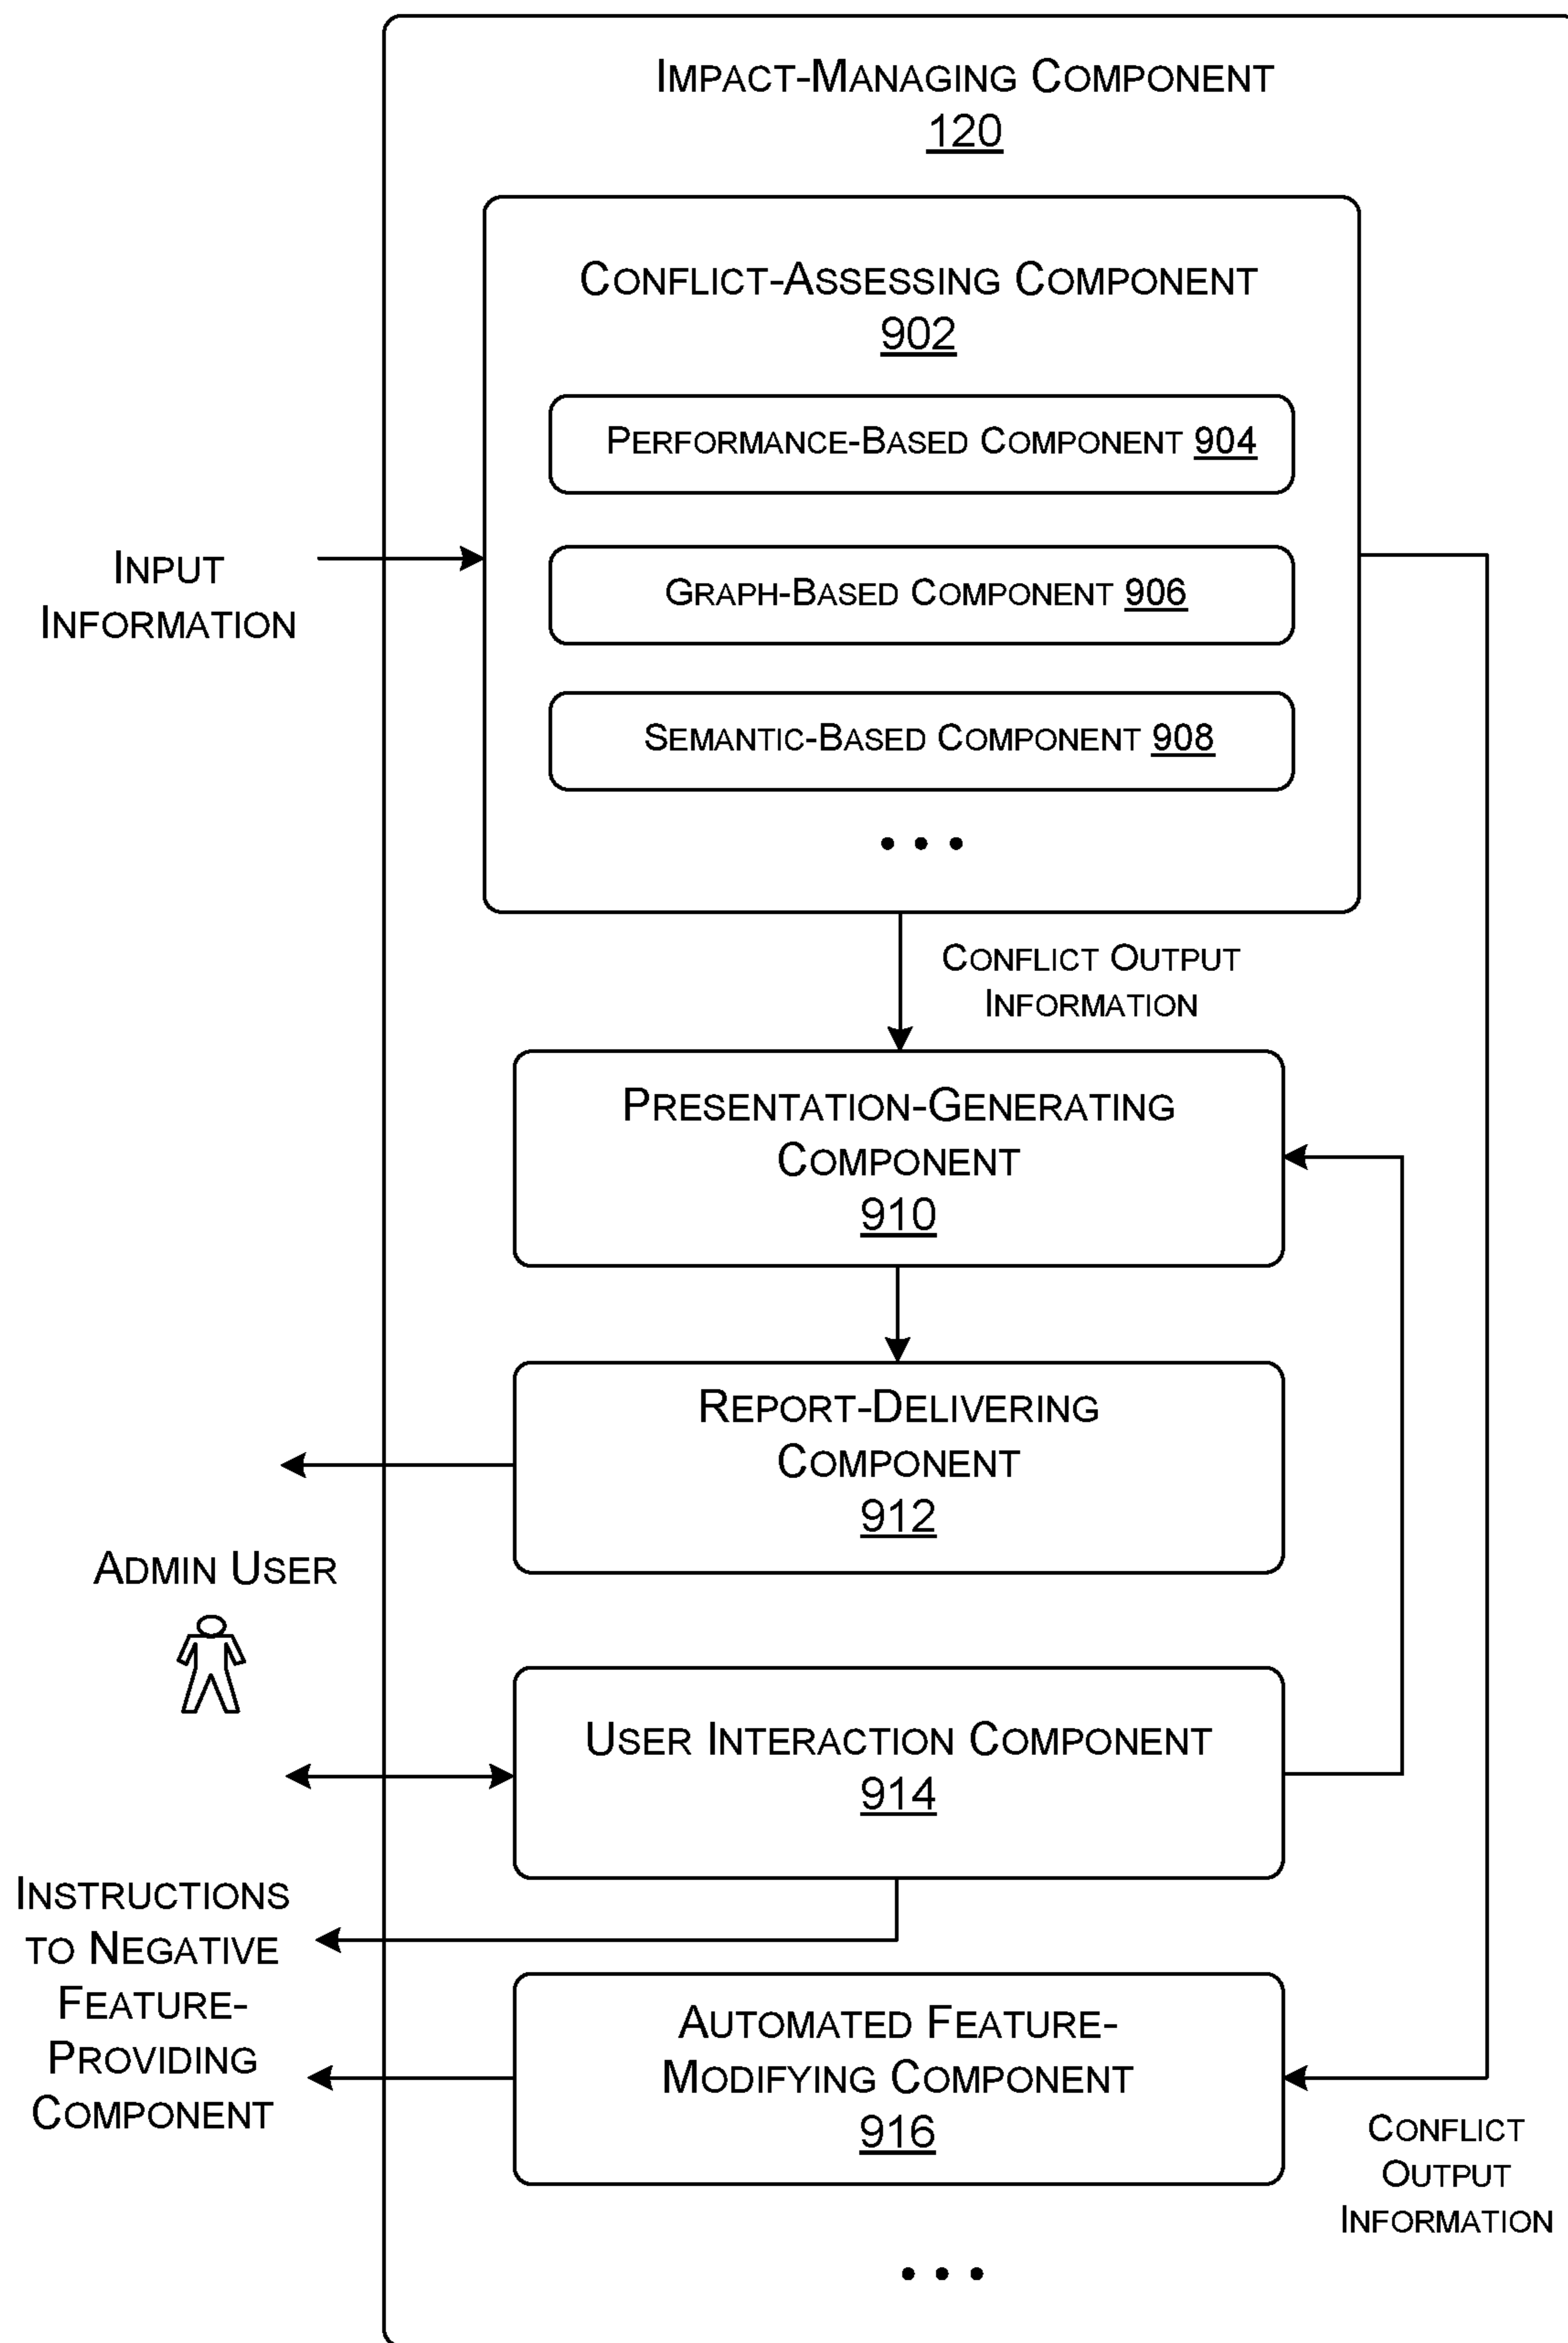 IMPACT-MANAGING COMPONENT
120
CONFLICT-ASSESSING COMPONENT
902
PERFORMANCE-BASED COMPONENT 904
INPUT
INFORMATION
GRAPH-BASED COMPONENT 906
SEMANTIC-BASED COMPONENT 908
• • •
CONFLICT OUTPUT
INFORMATION
PRESENTATION-GENERATING
COMPONENT
910
REPORT-DELIVERING
COMPONENT
912
ADMIN USER
USER INTERACTION COMPONENT
914
INSTRUCTIONS
TO NEGATIVE
FEATURE-
PROVIDING
COMPONENT
AUTOMATED FEATURE-
MODIFYING COMPONENT
916
CONFLICT
OUTPUT
INFORMATION
• • •